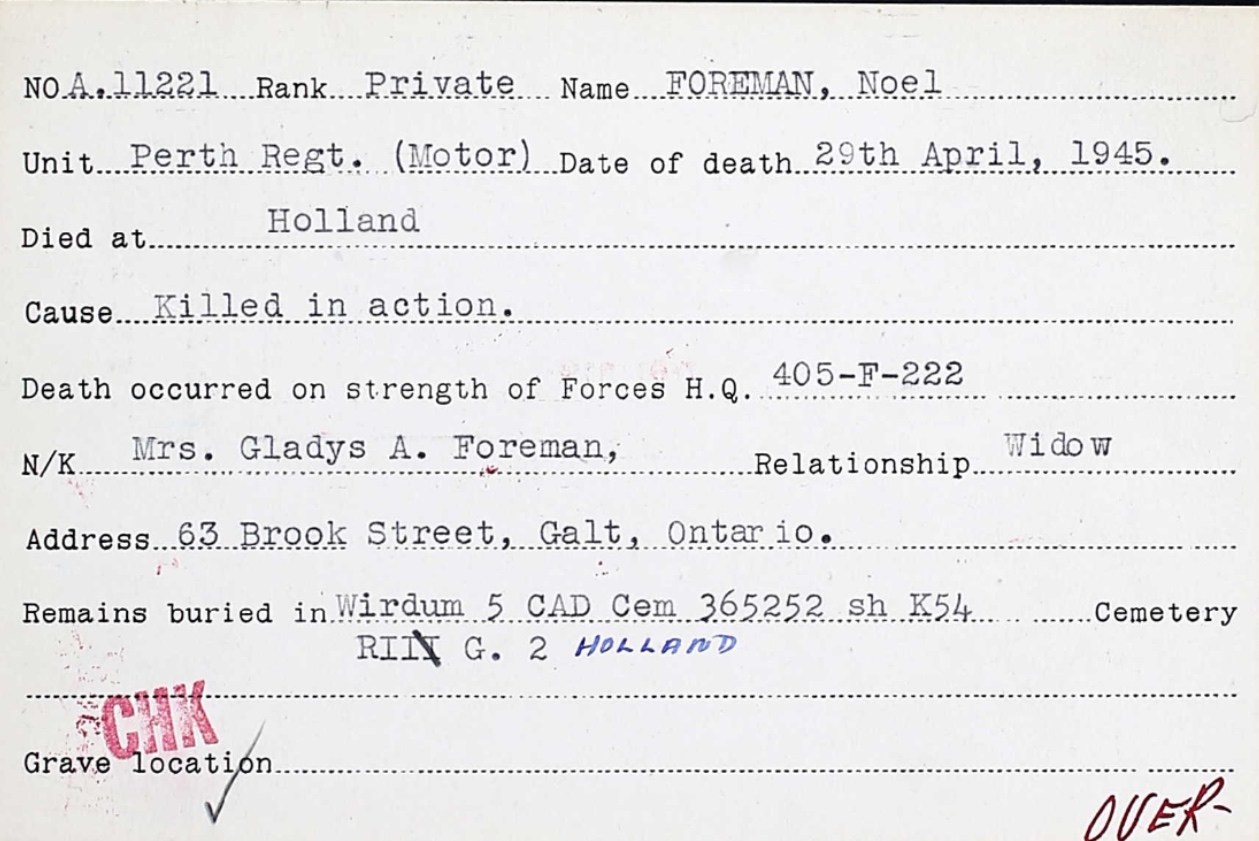 NO A.11221 Rank Private Name FOREMAN, Noel
Unit Perth Regt. (Motor) Date of death 29th April, 1945.
Died at Holland
Cause Killed in action.
Death occurred on strength of Forces H.Q. 405-F-222
N/K Mrs. Gladys A. Foreman, Relationship Widow
Address 63 Brook Street, Galt, Ontario.
Remains buried in Wirdum 5 CAD Cem 365252 sh K54 Cemetery
G. 2 HOLLAND
CHK
Grave location
OVER-